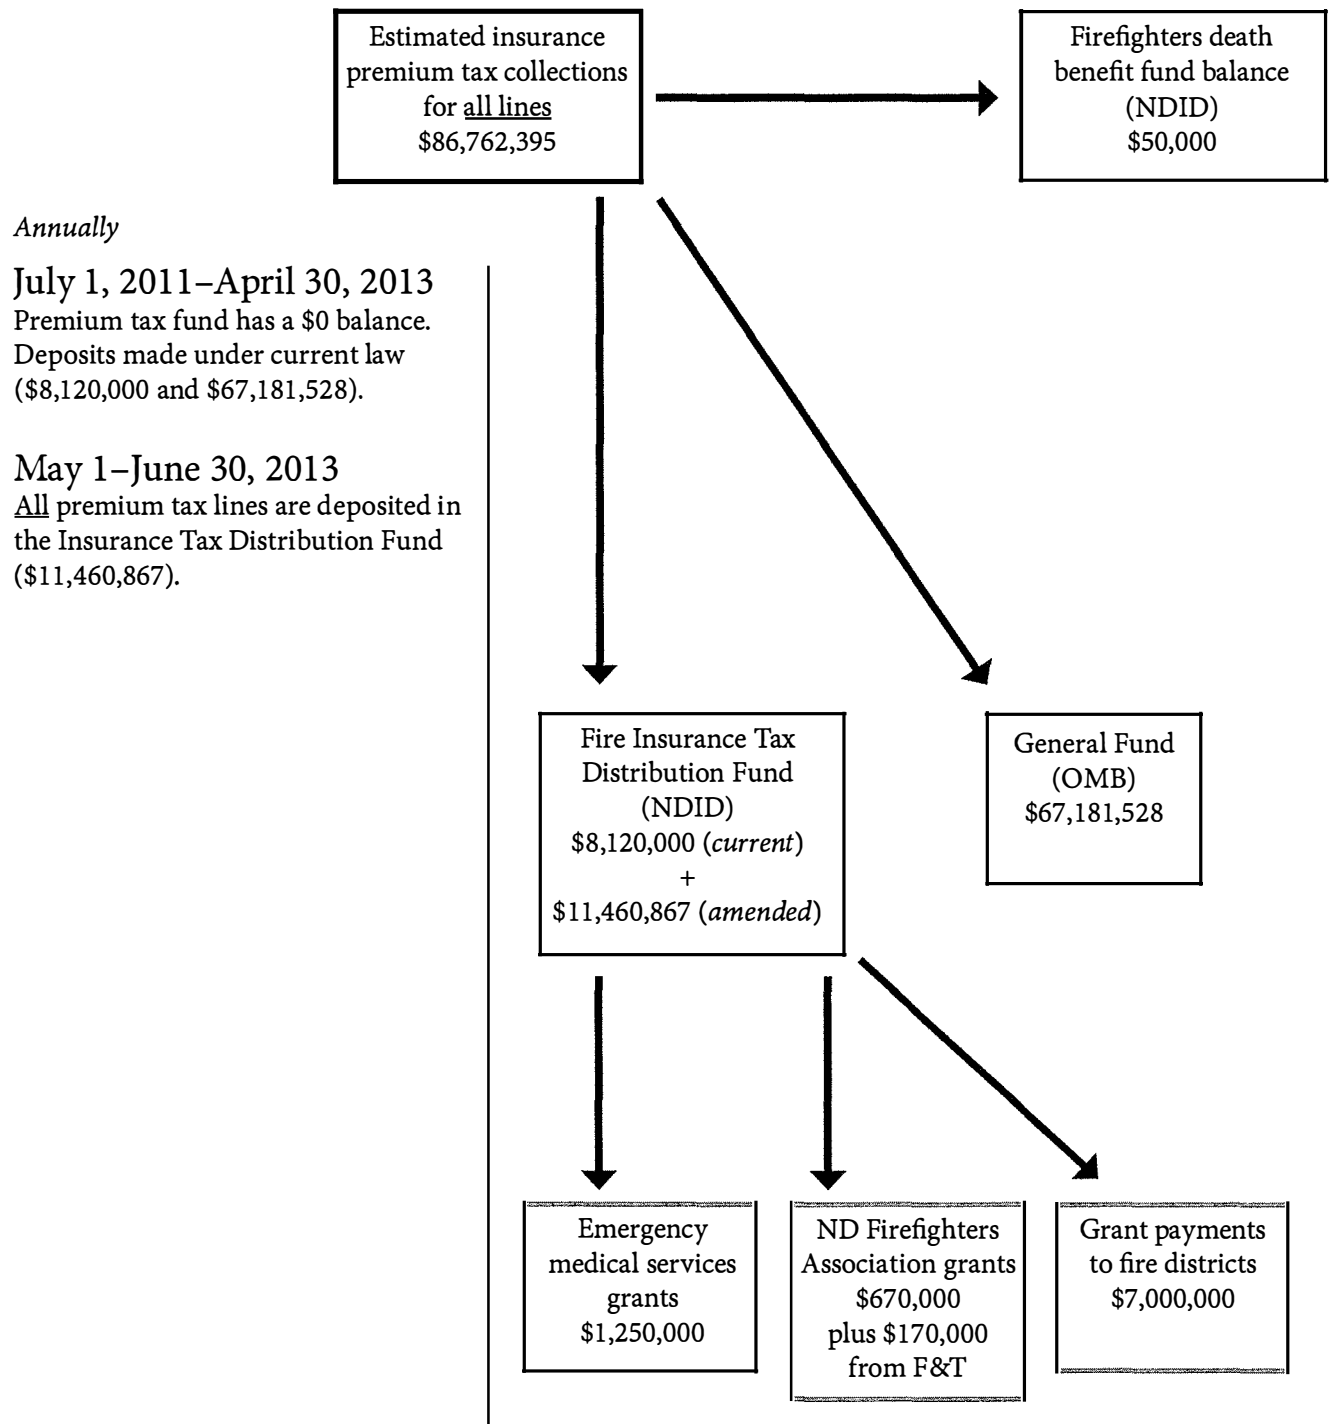 Estimated insurance
premium tax collections
for all lines
$86,762,395
Firefighters death
benefit fund balance
(NDID)
$50,000
Annually
July 1, 2011–April 30, 2013
Premium tax fund has a $0 balance.
Deposits made under current law
($8,120,000 and $67,181,528).
May 1–June 30, 2013
All premium tax lines are deposited in
the Insurance Tax Distribution Fund
($11,460,867).
Fire Insurance Tax
Distribution Fund
(NDID)
$8,120,000 (current)
+
$11,460,867 (amended)
General Fund
(OMB)
$67,181,528
Emergency
medical services
grants
$1,250,000
ND Firefighters
Association grants
$670,000
plus $170,000
from F&T
Grant payments
to fire districts
$7,000,000